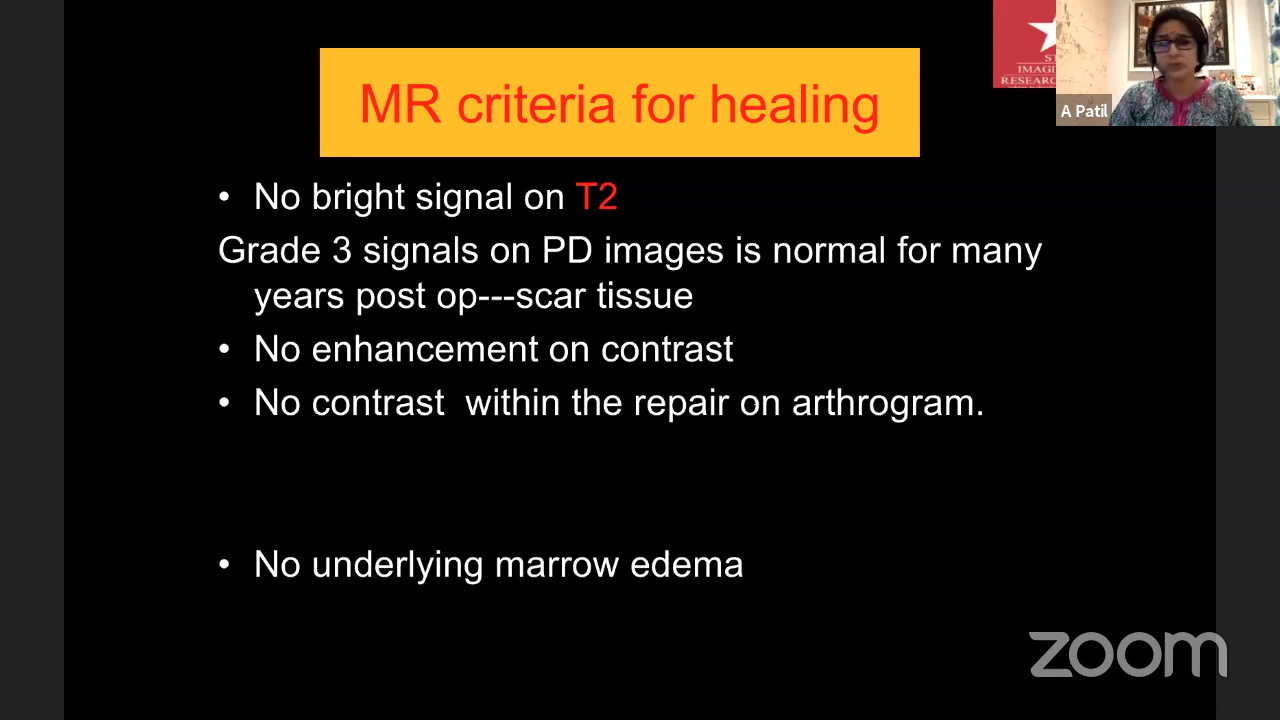 MR criteria for healing
• No bright signal on T2
Grade 3 signals on PD images is normal for many
years post op---scar tissue
• No enhancement on contrast
• No contrast  within the repair on arthrogram.
• No underlying marrow edema
IMAG
RESEARC
A Patil
zoom